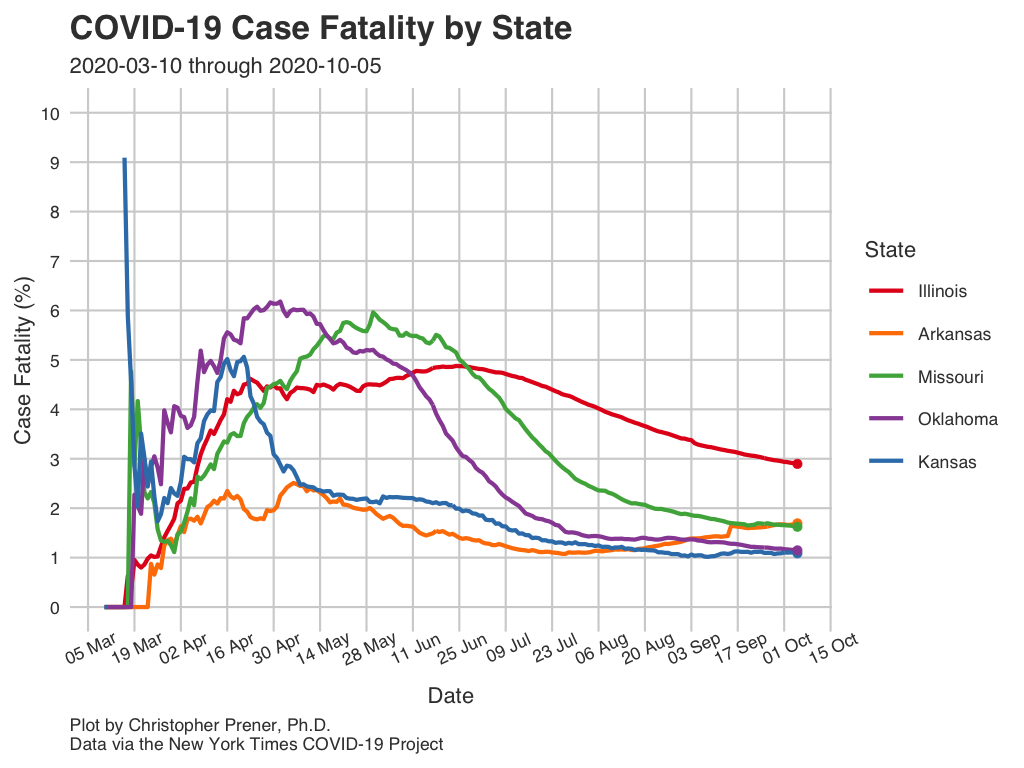 COVID-19 Case Fatality by State
2020-03-10 through 2020-10-05
Case Fatality (%)
10
9
8
7
6
5
4
3
2
1
0
05 Mar
19 Mar
02 Apr
16 Apr
30 Apr
14 May
28 May
11 Jun
25 Jun
09 Jul
23 Jul
06 Aug
20 Aug
03 Sep
17 Sep
01 Oct
15 Oct
Date
State
Illinois
Arkansas
Missouri
Oklahoma
Kansas
Plot by Christopher Prener, Ph.D.
Data via the New York Times COVID-19 Project